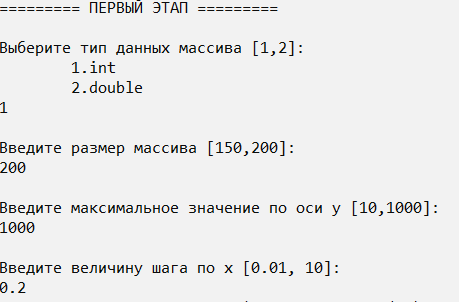 ========= ПЕРВЫЙ ЭТАП =========
Выберите тип данных массива [1,2]:
1.int
2.double
1
Введите размер массива [150,200]:
200
Введите максимальное значение по оси y [10,1000]:
1000
Введите величину шага по x [0.01, 10]:
0.2